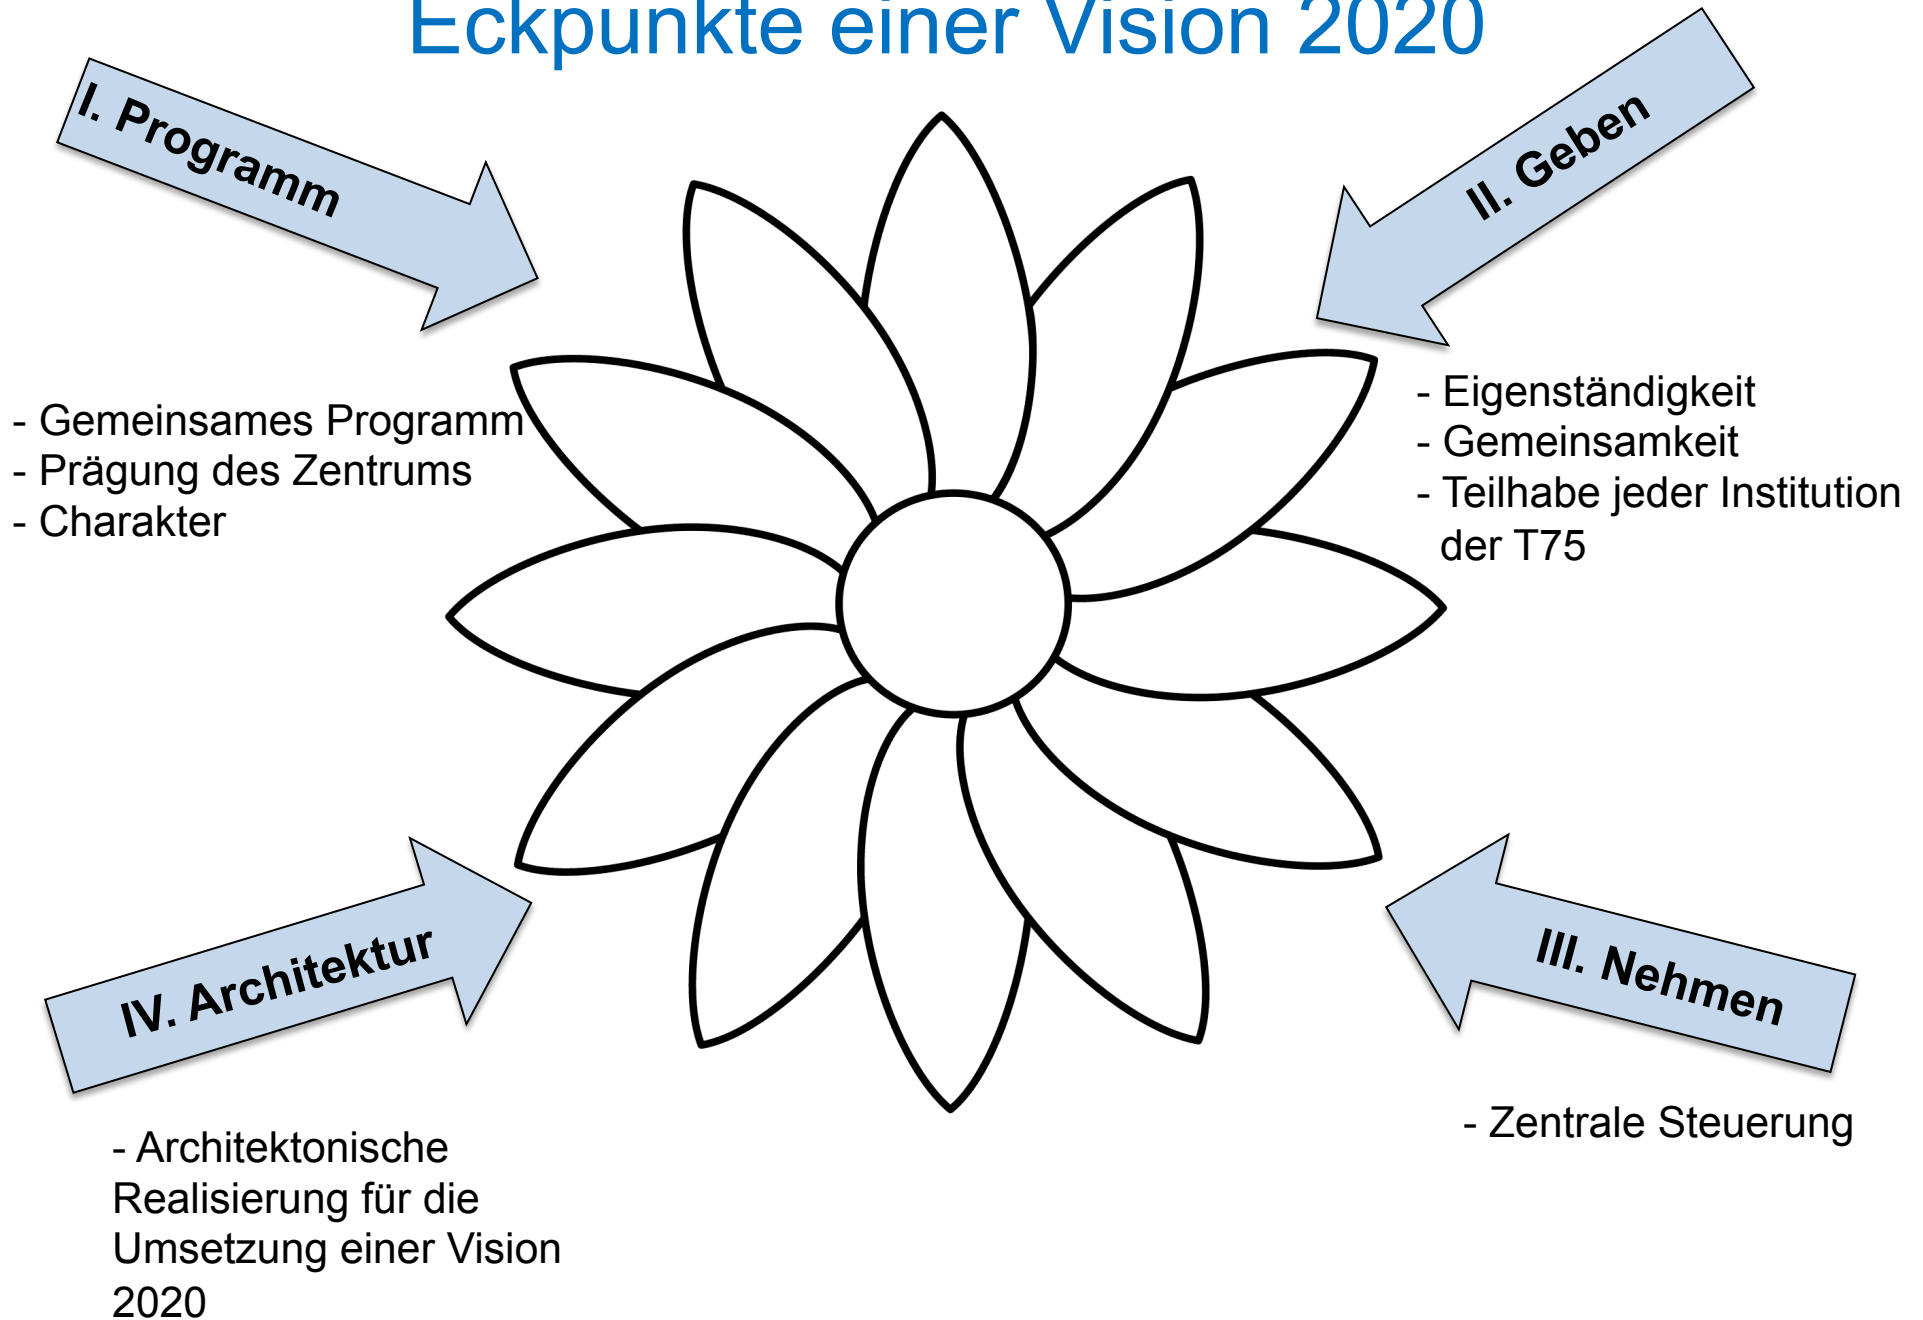 Eckpunkte einer Vision 2020
I. Programm
- Gemeinsames Programm
- Prägung des Zentrums
- Charakter
II. Geben
- Eigenständigkeit
- Gemeinsamkeit
- Teilhabe jeder Institution
der T75
III. Nehmen
- Zentrale Steuerung
IV. Architektur
- Architektonische
Realisierung für die
Umsetzung einer Vision
2020